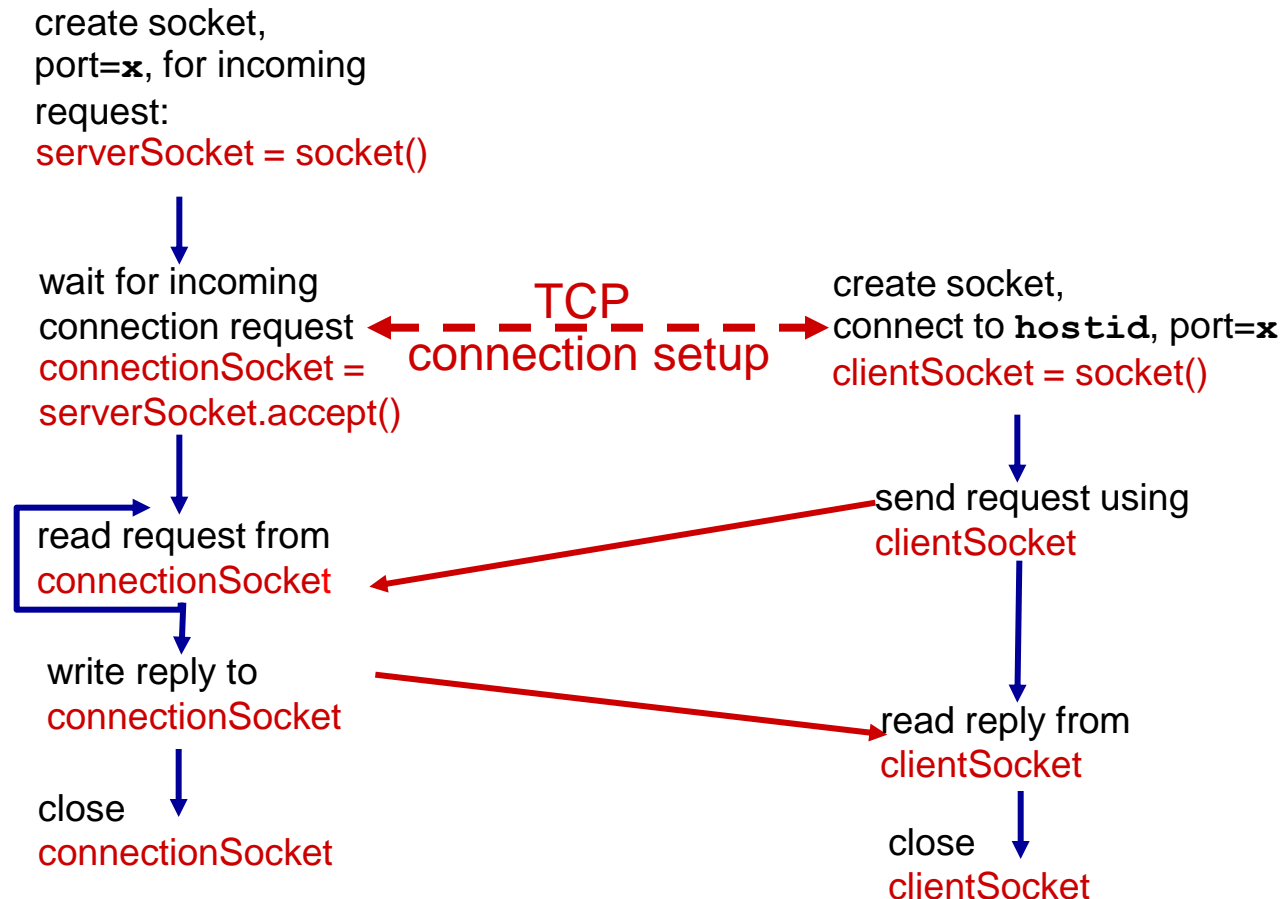 create socket,
port=x, for incoming
request:
serverSocket = socket()
wait for incoming
connection request
connectionSocket =
serverSocket.accept()
TCP
connection setup
create socket,
connect to hostid, port=x
clientSocket = socket()
read request from
connectionSocket
send request using
clientSocket
write reply to
connectionSocket
read reply from
clientSocket
close
connectionSocket
close
clientSocket